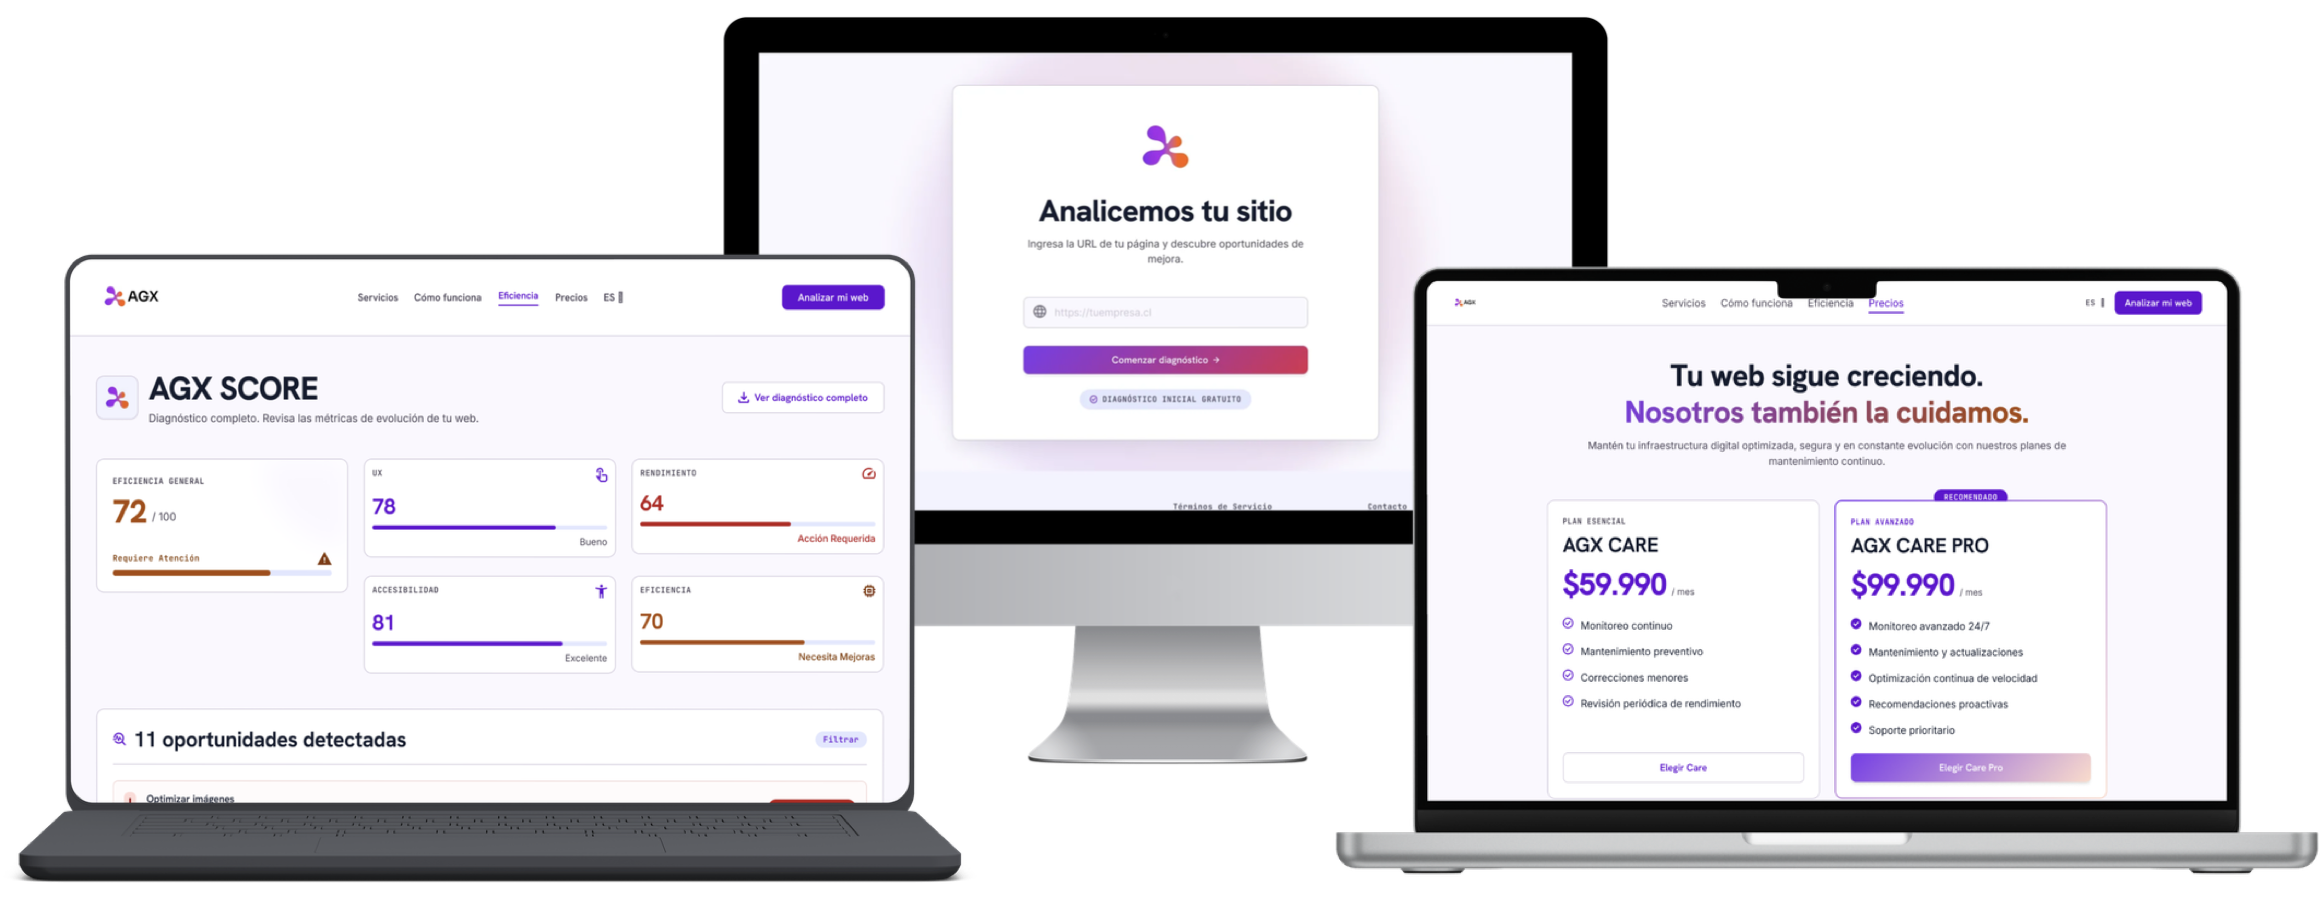 AGX
Servicios Cómo funciona Eficiencia Precios ES
Analizar mi web
AGX SCORE
Diagnóstico completo. Revisa las métricas de evolución de tu web.
Ver diagnóstico completo
EFICIENCIA GENERAL
72 / 100
Requiere Atención
UX
78
Bueno
RENDIMIENTO
64
Acción Requerida
ACCESIBILIDAD
81
Excelente
EFICIENCIA
70
Necesita Mejoras
11 oportunidades detectadas
Filtrar
Optimizar imágenes
Analicemos tu sitio
Ingresa la URL de tu página y descubre oportunidades de
mejora.
https://tuempresa.cl
Comenzar diagnóstico →
DIAGNÓSTICO INICIAL GRATUITO
Términos de Servicio
Contacto
AGX
Servicios Cómo funciona Eficiencia Precios
ES
Analizar mi web
Tu web sigue creciendo.
Nosotros también la cuidamos.
Mantén tu infraestructura digital optimizada, segura y en constante evolución con nuestros planes de
mantenimiento continuo.
PLAN ESENCIAL
AGX CARE
$59.990 / mes
Monitoreo continuo
Mantenimiento preventivo
Correcciones menores
Revisión periódica de rendimiento
Elegir Care
RECOMENDADO
PLAN AVANZADO
AGX CARE PRO
$99.990 / mes
Monitoreo avanzado 24/7
Mantenimiento y actualizaciones
Optimización continua de velocidad
Recomendaciones proactivas
Soporte prioritario
Elegir Care Pro